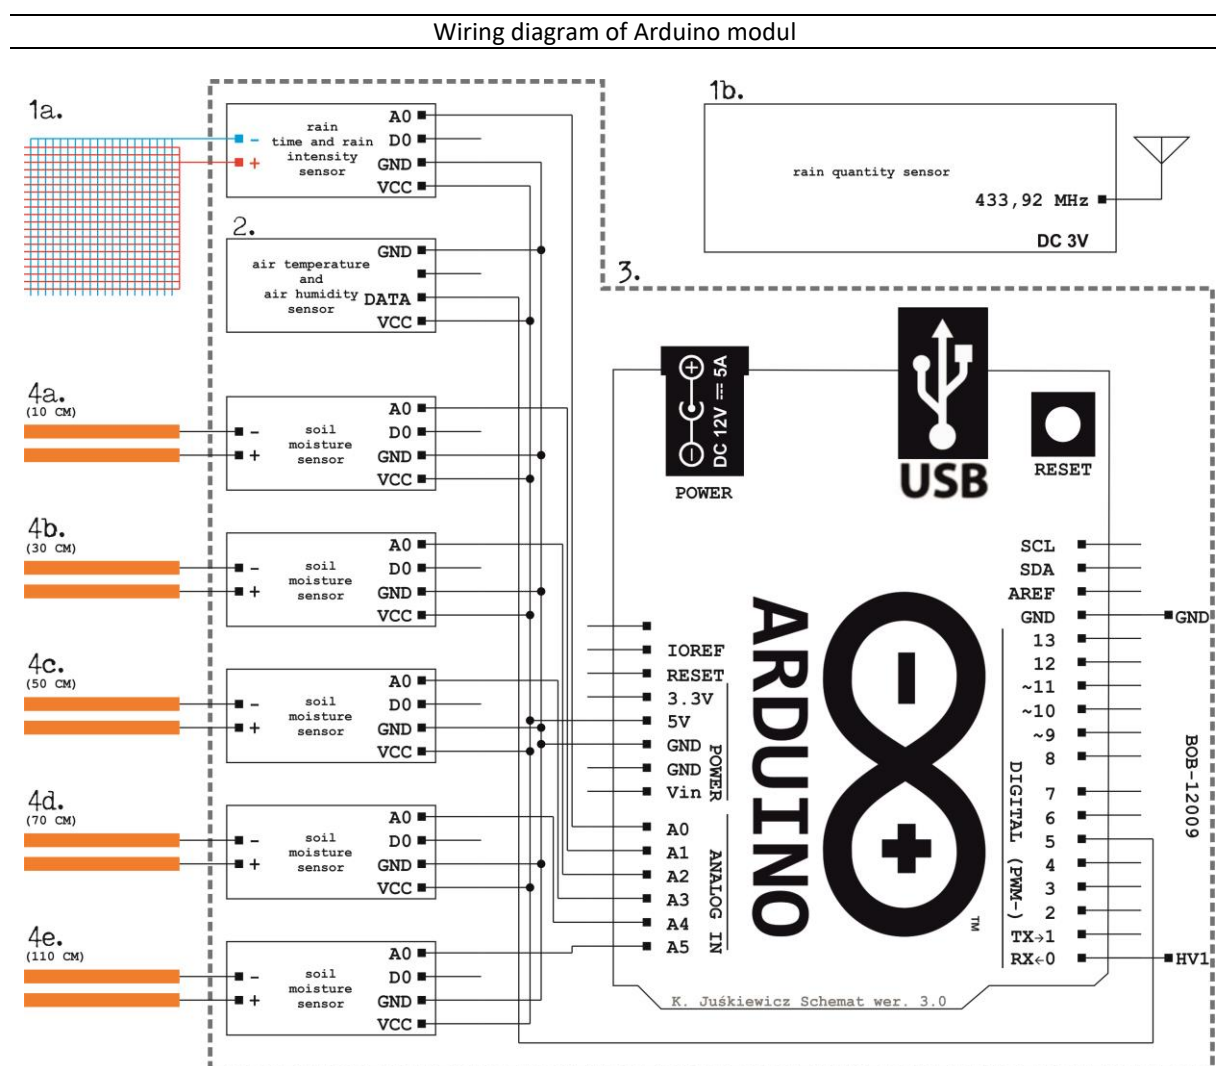 Wiring diagram of Arduino modul
1a.
rain
time and rain
intensity
sensor
-
+
A0
D0
GND
VCC
1b.
rain quantity sensor
433,92 MHz
DC 3V
2.
air temperature
and
air humidity
sensor
GND
DATA
VCC
3.
4a.
(10 CM)
-
+
soil
moisture
sensor
A0
D0
GND
VCC
4b.
(30 CM)
-
+
soil
moisture
sensor
A0
D0
GND
VCC
4c.
(50 CM)
-
+
soil
moisture
sensor
A0
D0
GND
VCC
4d.
(70 CM)
-
+
soil
moisture
sensor
A0
D0
GND
VCC
4e.
(110 CM)
-
+
soil
moisture
sensor
A0
D0
GND
VCC
DC 12V ⎓ 5A
POWER
USB
RESET
IOREF
RESET
3.3V
5V
GND
GND
Vin
POWER
A0
A1
A2
A3
A4
A5
ANALOG IN
ARDUINO
TM
SCL
SDA
AREF
GND
13
12
~11
~10
~9
8
7
6
5
4
3
2
TX→1
RX←0
DIGITAL (PWM~)
GND
BOB-12009
HV1
K. Juśkiewicz Schemat wer. 3.0